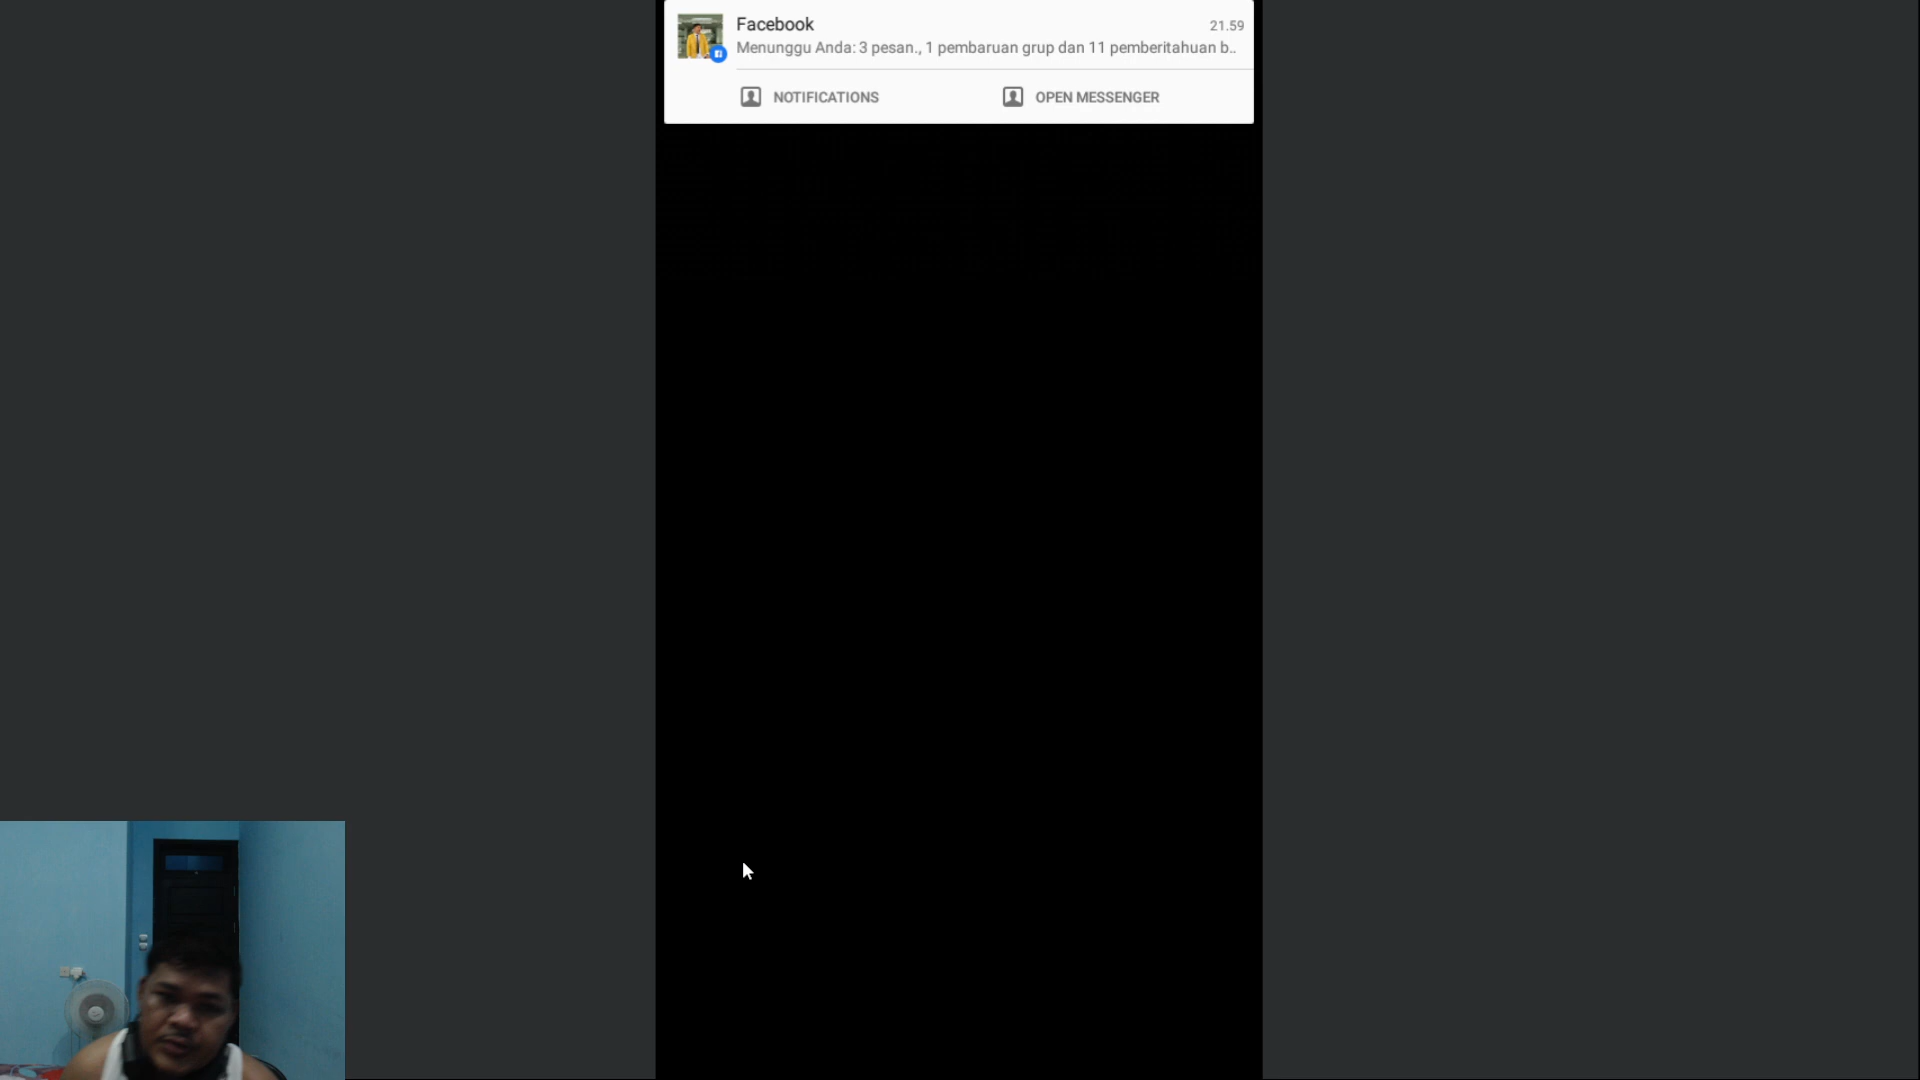 Facebook
21.59
Menunggu Anda: 3 pesan., 1 pembaruan grup dan 11 pemberitahuan b..
NOTIFICATIONS
OPEN MESSENGER